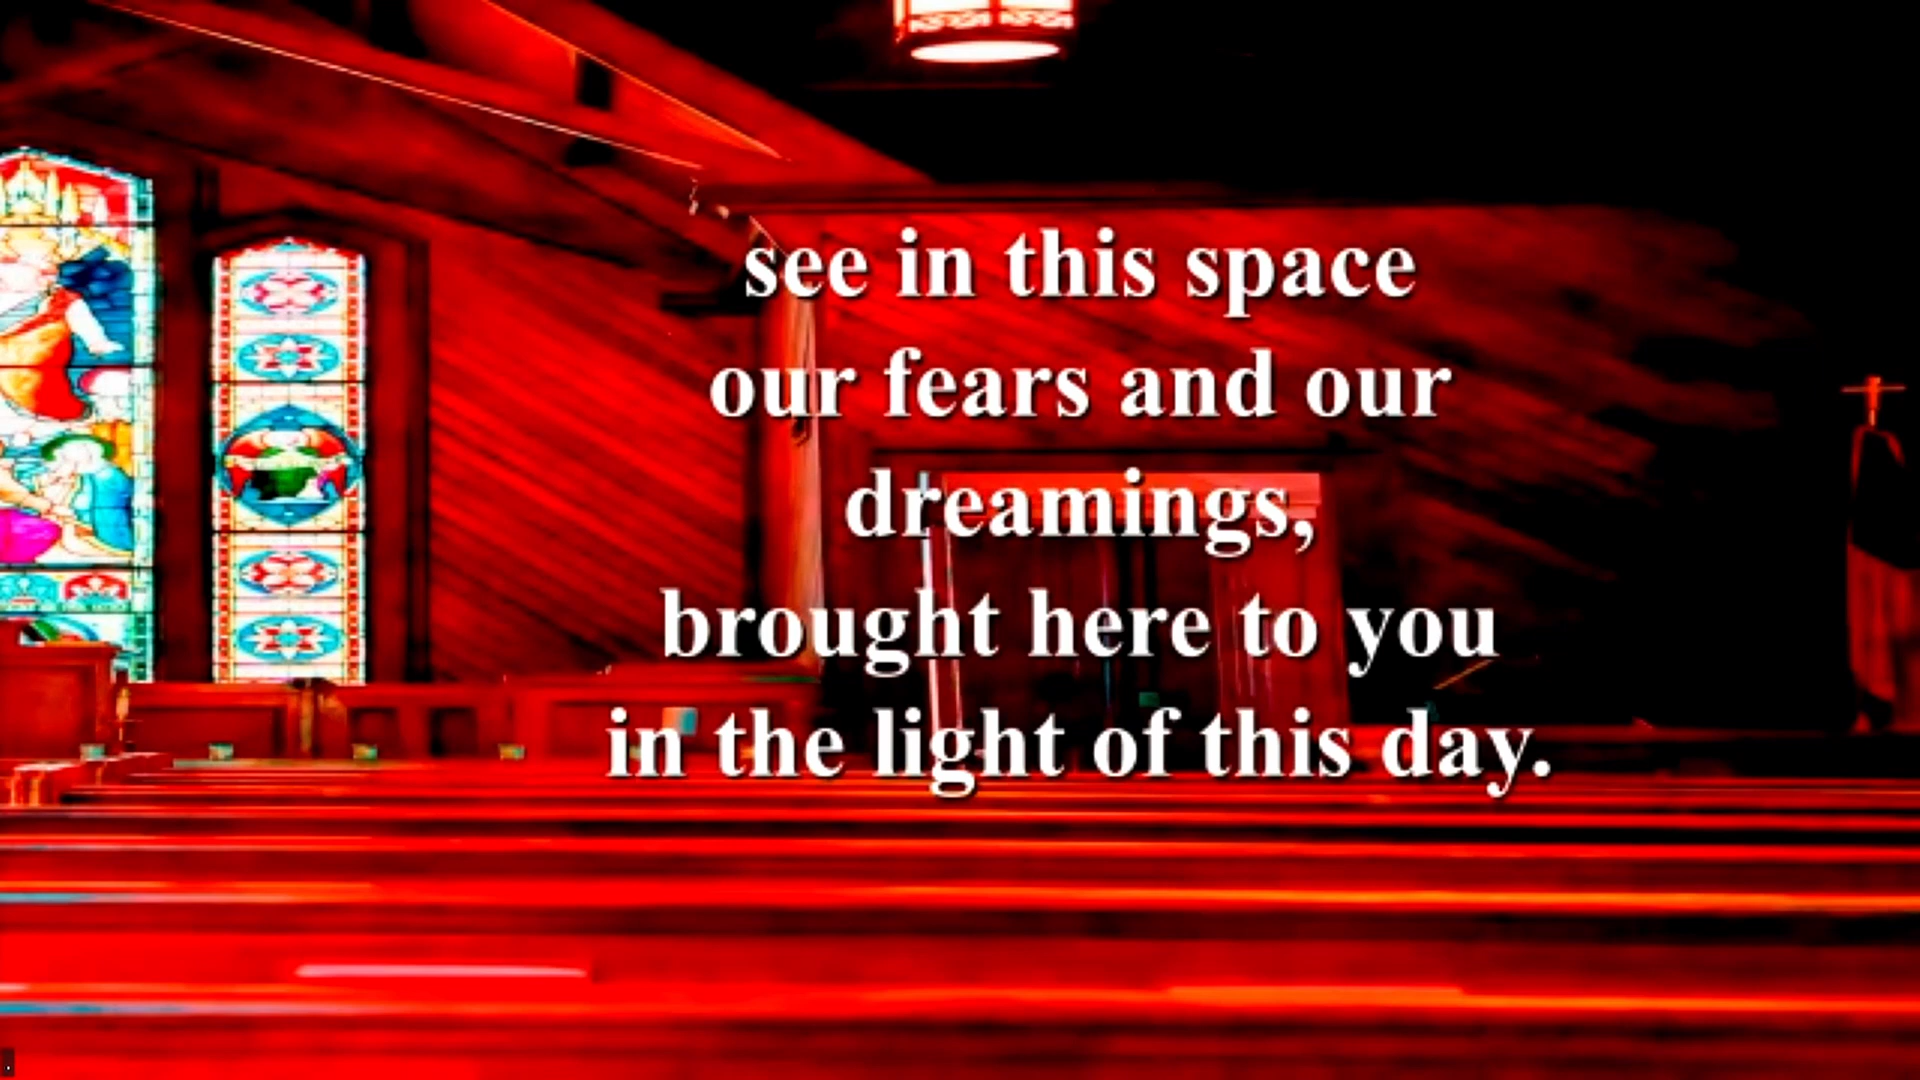 see in this space
our fears and our
dreamings,
brought here to you
in the light of this day.